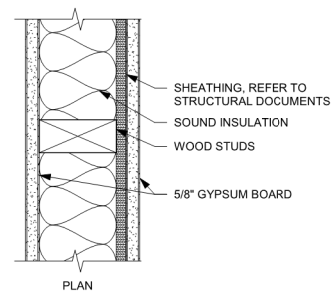 SHEATHING, REFER TO
STRUCTURAL DOCUMENTS
SOUND INSULATION
WOOD STUDS
5/8" GYPSUM BOARD
PLAN